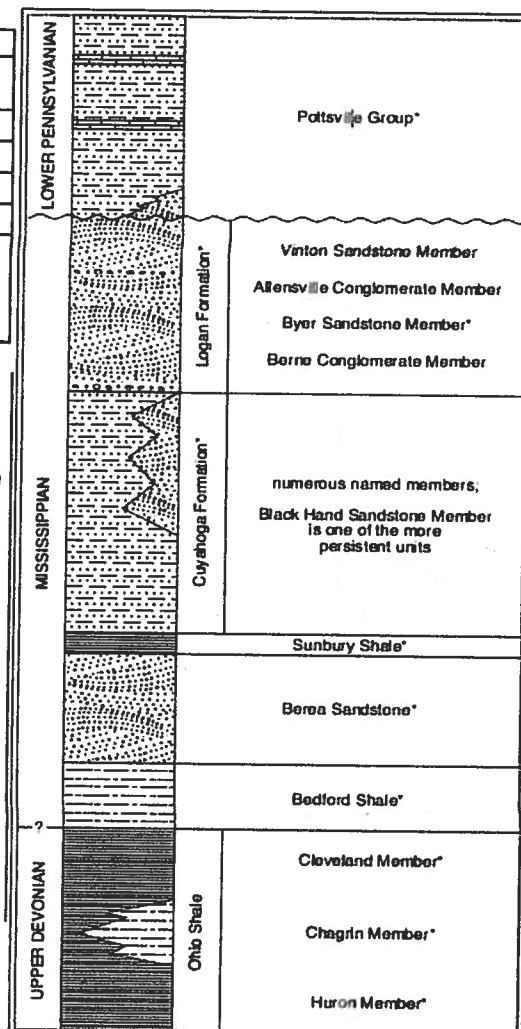 LOWER PENNSYLVANIAN
Pottsville Group*
MISSISSIPPIAN
Logan Formation*
Vinton Sandstone Member
Allensville Conglomerate Member
Byer Sandstone Member*
Berne Conglomerate Member
Cuyahoga Formation*
numerous named members,
Black Hand Sandstone Member
is one of the more
persistent units
Sunbury Shale*
Berea Sandstone*
Bedford Shale*
?
UPPER DEVONIAN
Ohio Shale
Cleveland Member*
Chagrin Member*
Huron Member*